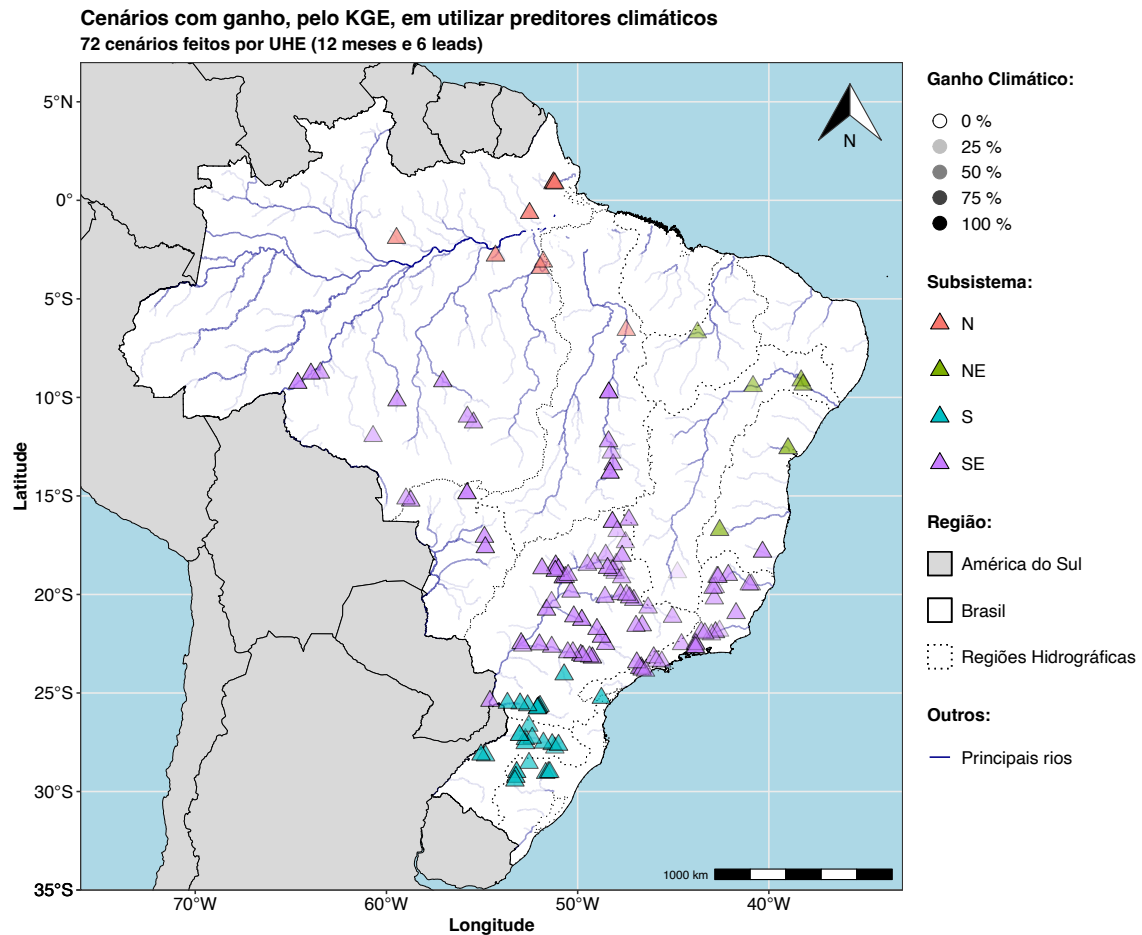 Cenários com ganho, pelo KGE, em utilizar preditores climáticos
72 cenários feitos por UHE (12 meses e 6 leads)
5°N
0°
5°S
10°S
15°S
20°S
25°S
30°S
35°S
Latitude
70°W
60°W
50°W
40°W
Longitude
N
1000 km
Ganho Climático:
0 %
25 %
50 %
75 %
100 %
Subsistema:
N
NE
S
SE
Região:
América do Sul
Brasil
Regiões Hidrográficas
Outros:
Principais rios